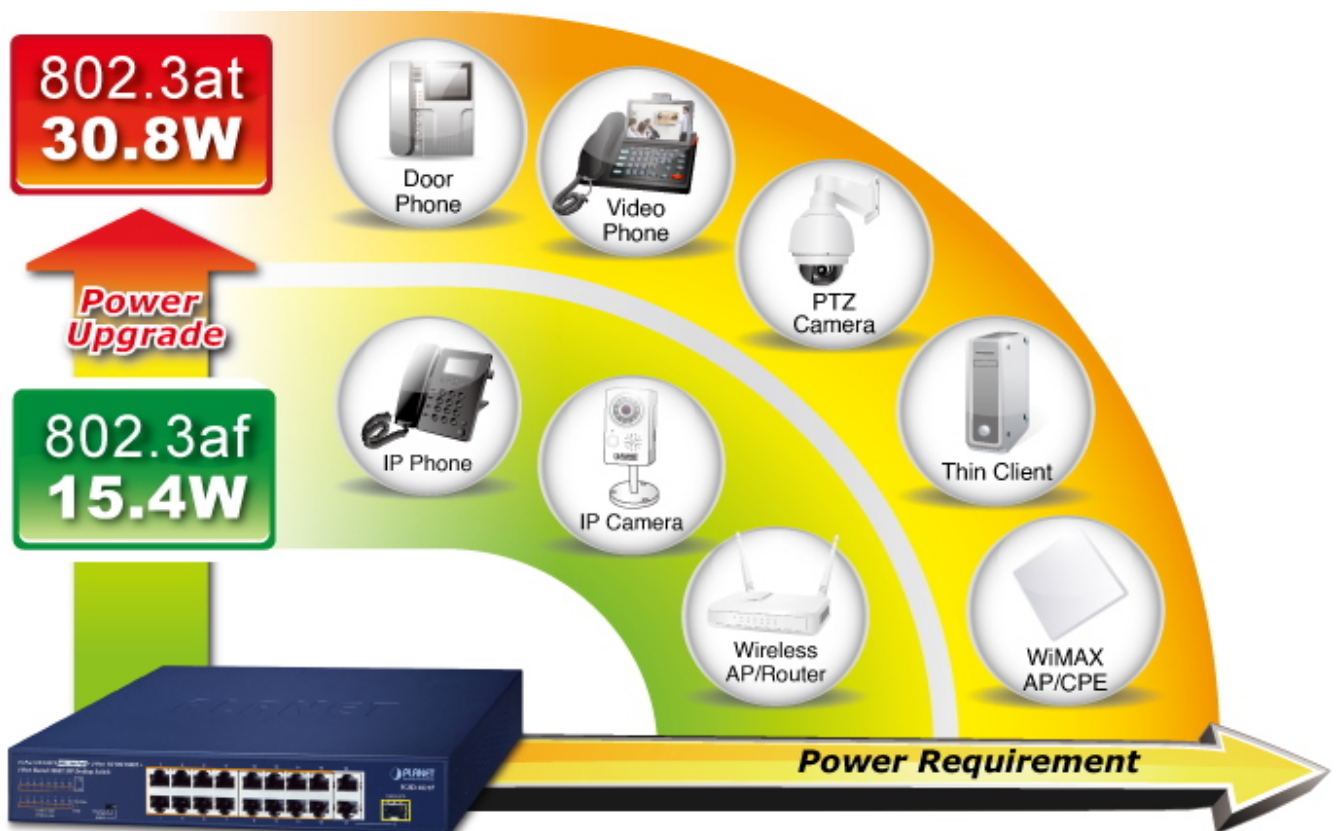 802.3at
30.8W
Door
Phone
Video
Phone
PTZ
Camera
Thin Client
WiMAX
AP/CPE
Power
Upgrade
802.3af
15.4W
IP Phone
IP Camera
Wireless
AP/Router
Power Requirement
PLANET
PLANET